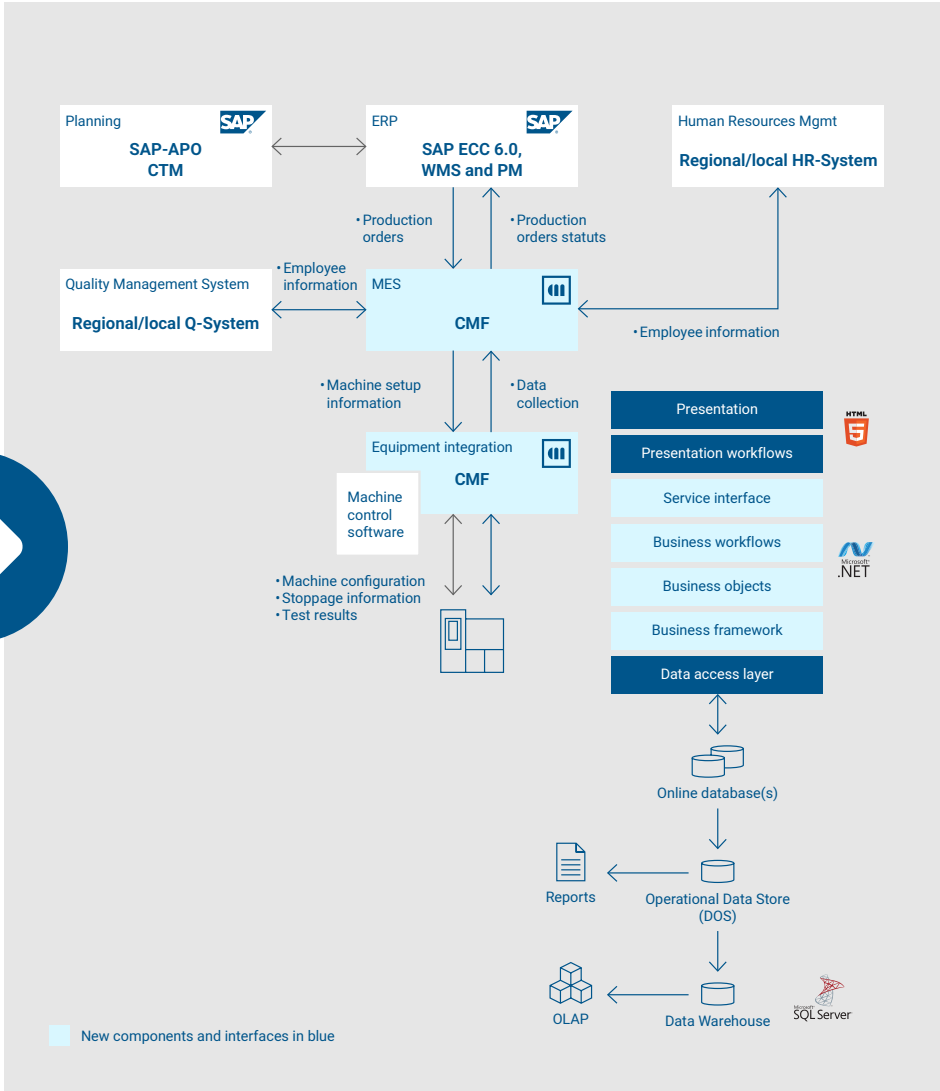 Planning
SAP
SAP-APO
CTM
ERP
SAP
SAP ECC 6.0,
WMS and PM
Human Resources Mgmt
Regional/local HR-System
• Production
orders
• Production
orders statuts
Quality Management System
Regional/local Q-System
• Employee
information
MES
CMF
• Employee information
• Machine setup
information
• Data
collection
Equipment integration
CMF
Machine
control
software
• Machine configuration
• Stoppage information
• Test results
Presentation
HTML
5
Presentation workflows
Service interface
Business workflows
Microsoft
.NET
Business objects
Business framework
Data access layer
Online database(s)
Reports
Operational Data Store
(DOS)
OLAP
Data Warehouse
Microsoft
SQL Server
New components and interfaces in blue